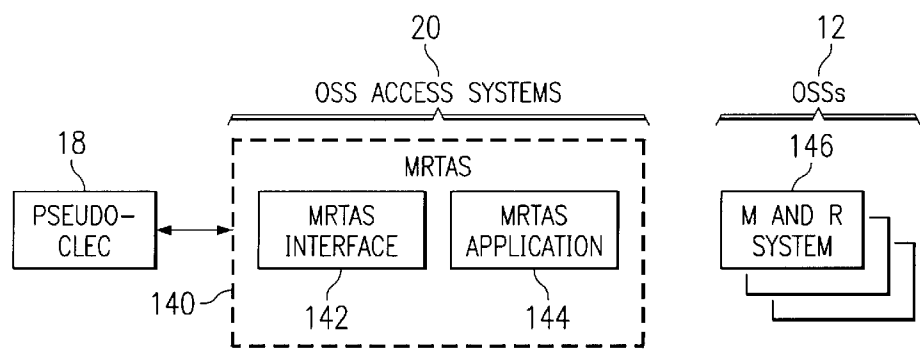 20
12
OSS ACCESS SYSTEMS
OSSs
18
MRTAS
146
PSEUDO-
CLEC
MRTAS
INTERFACE
MRTAS
APPLICATION
M AND R
SYSTEM
140
142
144